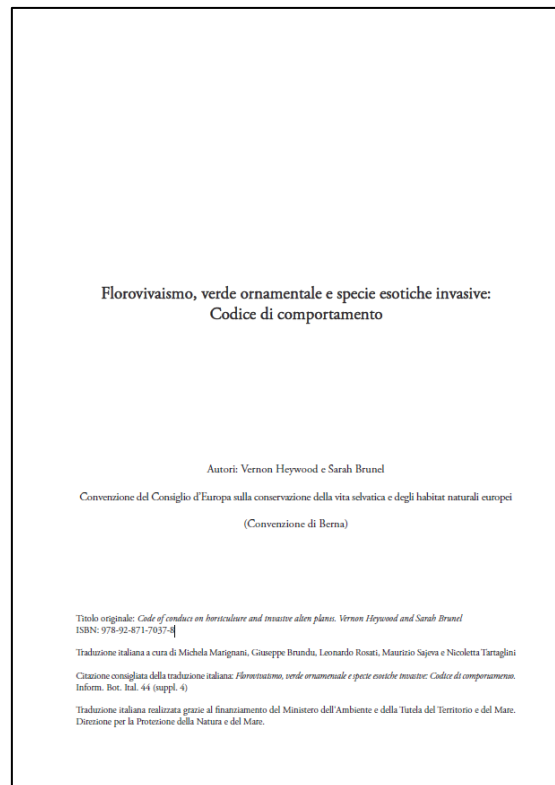 Florovivaismo, verde ornamentale e specie esotiche invasive:
Codice di comportamento
Autori: Vernon Heywood e Sarah Brunel
Convenzione del Consiglio d'Europa sulla conservazione della vita selvatica e degli habitat naturali europei
(Convenzione di Berna)
Titolo originale: Code of conduct on horticulture and invasive alien plants. Vernon Heywood and Sarah Brunel
ISBN: 978-92-871-7037-8
Traduzione italiana a cura di Michela Marignani, Giuseppe Brundu, Leonardo Rosati, Maurizio Sajeva e Nicoletta Tartaglini
Citazione consigliata della traduzione italiana: Florovivaismo, verde ornamentale e specie esotiche invasive: Codice di comportamento.
Inform. Bot. Ital. 44 (suppl. 4)
Traduzione italiana realizzata grazie al finanziamento del Ministero dell'Ambiente e della Tutela del Territorio e del Mare.
Direzione per la Protezione della Natura e del Mare.